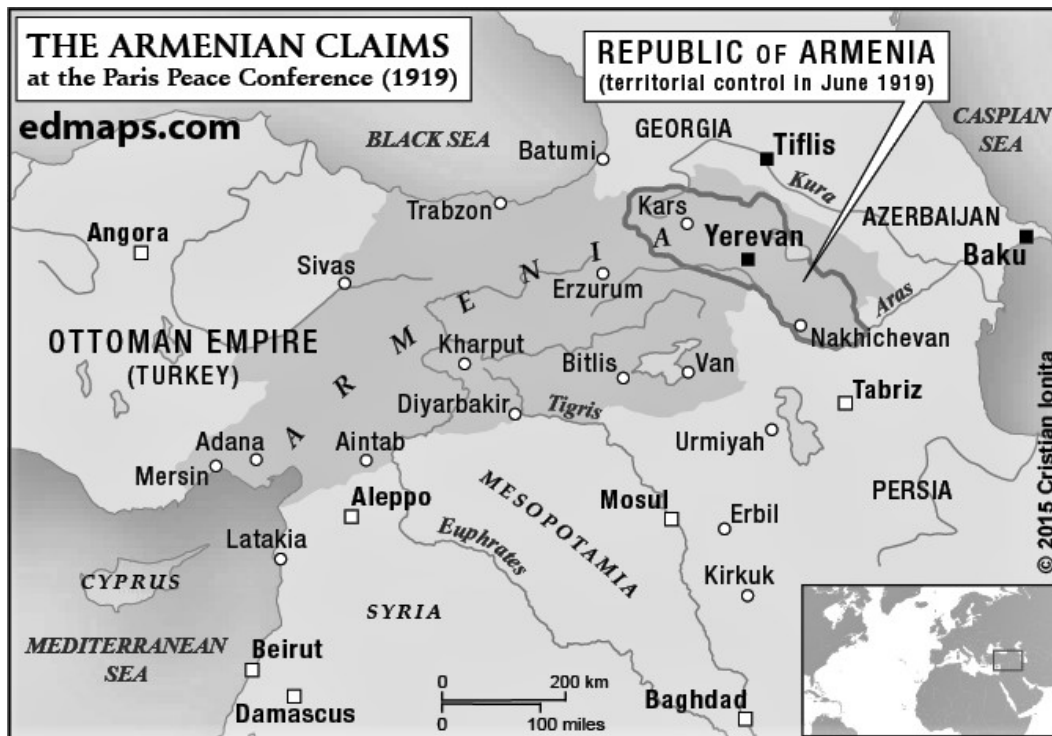 THE ARMENIAN CLAIMS
at the Paris Peace Conference (1919)
edmaps.com
REPUBLIC OF ARMENIA
(territorial control in June 1919)
BLACK SEA
GEORGIA
CASPIAN
SEA
Batumi
Tiflis
Kura
Trabzon
Kars
AZERBAIJAN
Angora
Yerevan
Baku
Sivas
Erzurum
Aras
ARMENIA
OTTOMAN EMPIRE
(TURKEY)
Nakhichevan
Kharput
Bitlis
Van
Tabriz
Diyarbakir
Tigris
Urmiyah
Adana
Aintab
Mersin
Aleppo
MESOPOTAMIA
Mosul
PERSIA
Erbil
Latakia
Euphrates
CYPRUS
Kirkuk
SYRIA
MEDITERRANEAN
SEA
Beirut
Damascus
0 200 km
0 100 miles
Baghdad
© 2015 Cristian Ionita